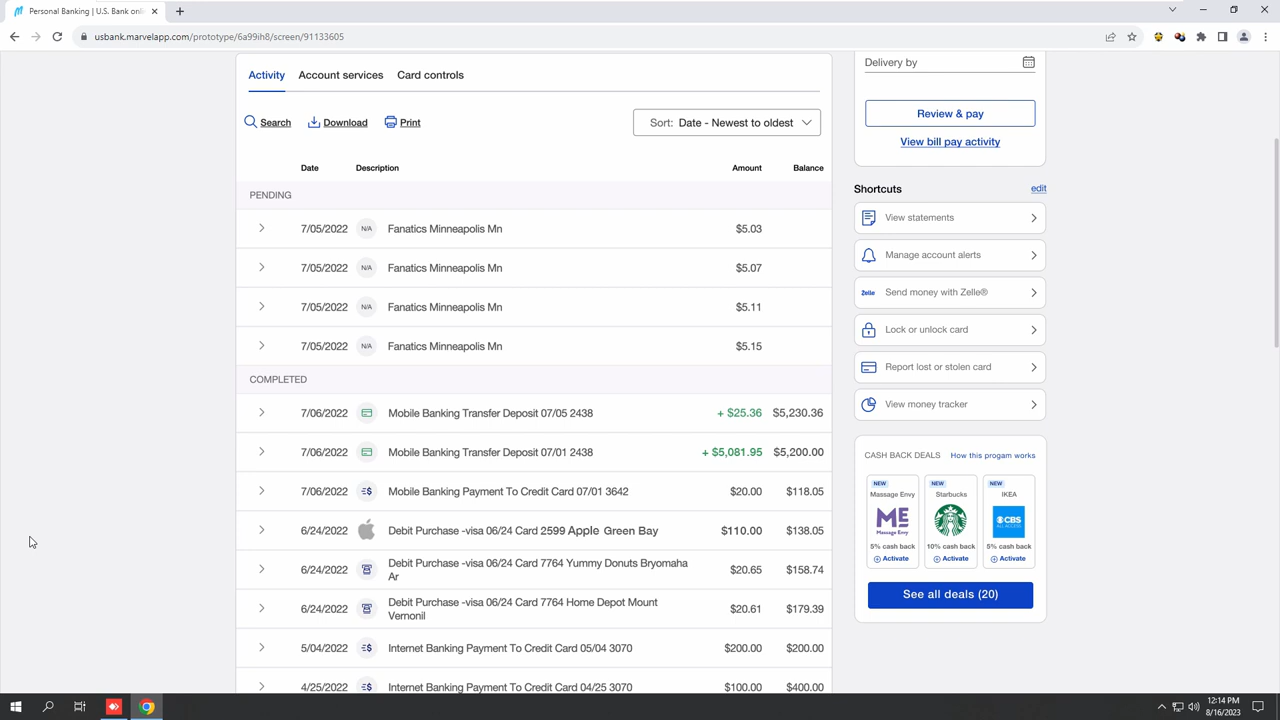 Personal Banking | U.S. Bank onli
usbank.marvelapp.com/prototype/6a99ih8/screen/91133605
Activity Account services Card controls
Search Download Print
Sort: Date - Newest to oldest
Date Description Amount Balance
PENDING
7/05/2022 N/A Fanatics Minneapolis Mn $5.03
7/05/2022 N/A Fanatics Minneapolis Mn $5.07
7/05/2022 N/A Fanatics Minneapolis Mn $5.11
7/05/2022 N/A Fanatics Minneapolis Mn $5.15
COMPLETED
7/06/2022 Mobile Banking Transfer Deposit 07/05 2438 + $25.36 $5,230.36
7/06/2022 Mobile Banking Transfer Deposit 07/01 2438 + $5,081.95 $5,200.00
7/06/2022 Mobile Banking Payment To Credit Card 07/01 3642 $20.00 $118.05
6/24/2022 Debit Purchase -visa 06/24 Card 2599 Apple Green Bay $110.00 $138.05
6/24/2022 Debit Purchase -visa 06/24 Card 7764 Yummy Donuts Bryomaha
Ar $20.65 $158.74
6/24/2022 Debit Purchase -visa 06/24 Card 7764 Home Depot Mount
Vernonil $20.61 $179.39
5/04/2022 Internet Banking Payment To Credit Card 05/04 3070 $200.00 $200.00
4/25/2022 Internet Banking Payment To Credit Card 04/25 3070 $100.00 $400.00
Delivery by
Review & pay
View bill pay activity
Shortcuts edit
View statements
Manage account alerts
Zelle Send money with Zelle®
Lock or unlock card
Report lost or stolen card
View money tracker
CASH BACK DEALS How this progam works
NEW NEW NEW
Massage Envy Starbucks IKEA
ME Massage Envy CBS ALL ACCESS
5% cash back 10% cash back 5% cash back
Activate Activate Activate
See all deals (20)
12:14 PM
8/16/2023